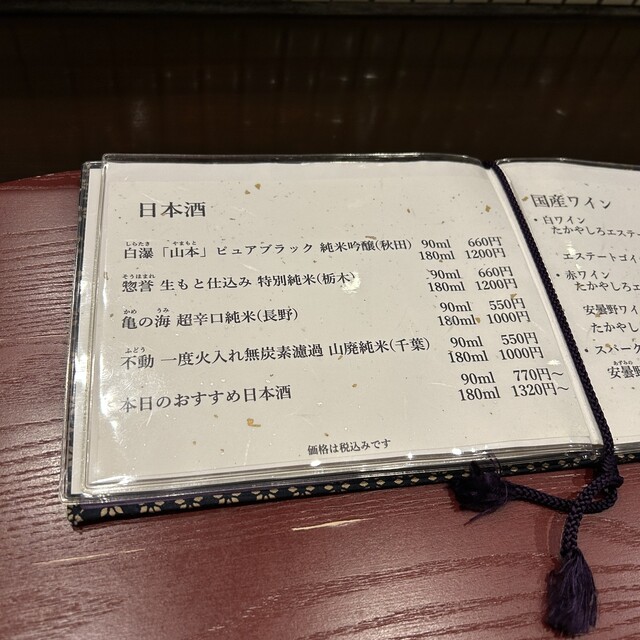 日本酒
しらたき やまもと
白瀑「山本」ピュアブラック 純米吟醸(秋田) 90ml 660円
180ml 1200円
そうほまれ
惣誉 生もと仕込み 特別純米(栃木) 90ml 660円
180ml 1200円
かめ うみ
亀の海 超辛口純米(長野) 90ml 550円
180ml 1000円
ふどう
不動 一度火入れ無炭素濾過 山廃純米(千葉) 90ml 550円
180ml 1000円
本日のおすすめ日本酒 90ml 770円～
180ml 1320円～
価格は税込みです
国産ワイン
・白ワイン
たかやしろエステー
エステートゴイ
・赤ワイン
たかやしろエス
安曇野ワイ
たかやし
・スパーク
あずみの
安曇野